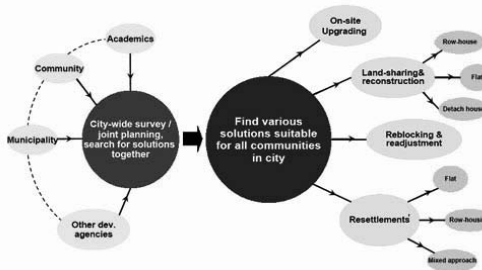 Academics
Community
Municipality
Other dev.
agencies
City-wide survey /
joint planning,
search for solutions
together
Find various
solutions suitable
for all communities
in city
On-site
Upgrading
Land-sharing&
reconstruction
Row-house
Flat
Detach house
Reblocking &
readjustment
Resettlements'
Flat
Row-house
Mixed approach